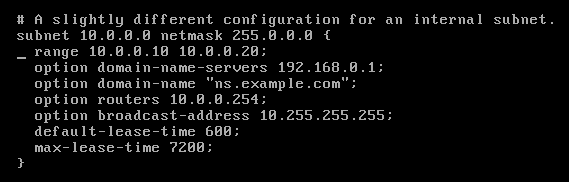 # A slightly different configuration for an internal subnet.
subnet 10.0.0.0 netmask 255.0.0.0 {
  range 10.0.0.10 10.0.0.20;
  option domain-name-servers 192.168.0.1;
  option domain-name "ns.example.com";
  option routers 10.0.0.254;
  option broadcast-address 10.255.255.255;
  default-lease-time 600;
  max-lease-time 7200;
}